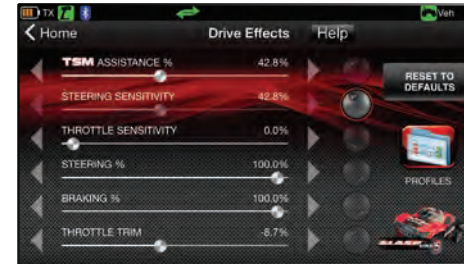 TX Veh
Home Drive Effects Help
TSM ASSISTANCE % 42.8%
RESET TO
DEFAULTS
STEERING SENSITIVITY 42.8%
THROTTLE SENSITIVITY 0.0%
STEERING % 100.0%
PROFILES
BRAKING % 100.0%
THROTTLE TRIM -8.7%
SLASH